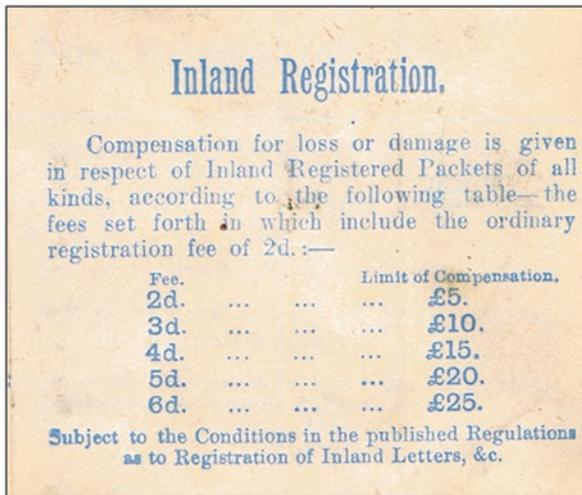 Inland Registration.
Compensation for loss or damage is given
in respect of Inland Registered Packets of all
kinds, according to the following table—the
fees set forth in which include the ordinary
registration fee of 2d.:—
Fee. Limit of Compensation.
2d. ... ... ... £5.
3d. ... ... ... £10.
4d. ... ... ... £15.
5d. ... ... ... £20.
6d. ... ... ... £25.
Subject to the Conditions in the published Regulations
as to Registration of Inland Letters, &c.